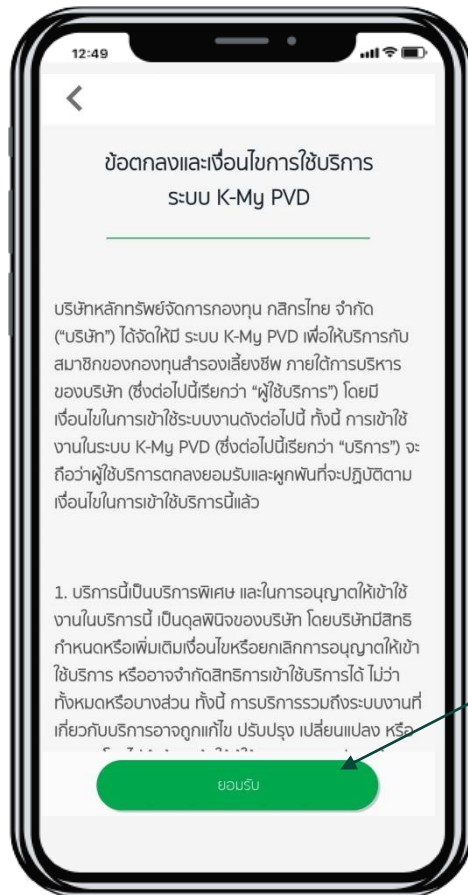 12:49
ข้อตกลงและเงื่อนไขการใช้บริการ
ระบบ K-My PVD
บริษัทหลักทรัพย์จัดการกองทุน กสิกรไทย จำกัด
(“บริษัท”) ได้จัดให้มี ระบบ K-My PVD เพื่อให้บริการกับ
สมาชิกของกองทุนสำรองเลี้ยงชีพ ภายใต้การบริหาร
ของบริษัท (ซึ่งต่อไปนี้เรียกว่า “ผู้ใช้บริการ”) โดยมี
เงื่อนไขในการเข้าใช้ระบบงานดังต่อไปนี้ ทั้งนี้ การเข้าใช้
งานในระบบ K-My PVD (ซึ่งต่อไปนี้เรียกว่า “บริการ”) จะ
ถือว่าผู้ใช้บริการตกลงยอมรับและผูกพันที่จะปฏิบัติตาม
เงื่อนไขในการเข้าใช้บริการนี้แล้ว
1. บริการนี้เป็นบริการพิเศษ และในการอนุญาตให้เข้าใช้
งานในบริการนี้ เป็นดุลพินิจของบริษัท โดยบริษัทมีสิทธิ
กำหนดหรือเพิ่มเติมเงื่อนไขหรือยกเลิกการอนุญาตให้เข้า
ใช้บริการ หรืออาจจำกัดสิทธิการเข้าใช้บริการได้ ไม่ว่า
ทั้งหมดหรือบางส่วน ทั้งนี้ การบริการรวมถึงระบบงานที่
เกี่ยวกับบริการอาจถูกแก้ไข ปรับปรุง เปลี่ยนแปลง หรือ
ยอมรับ